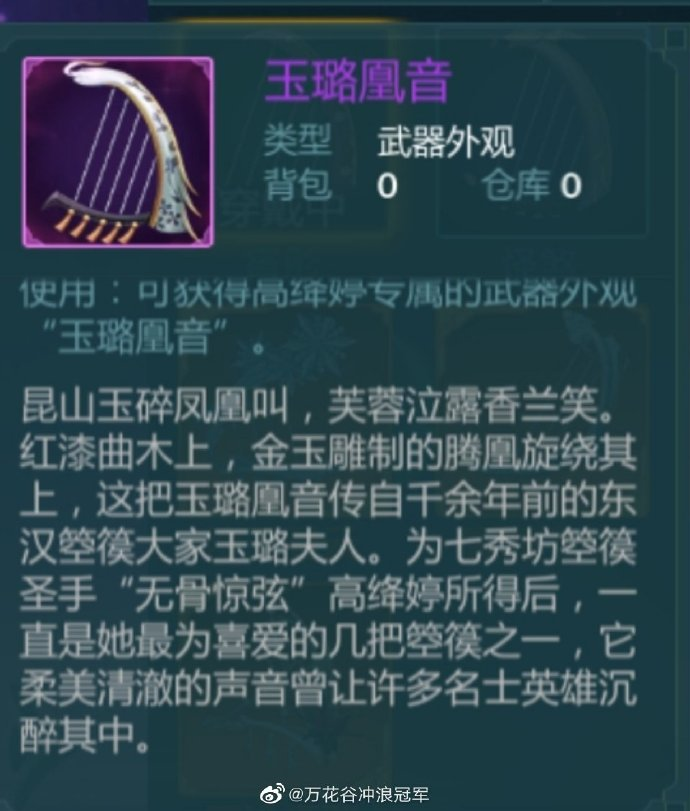 玉璐凰音
类型 武器外观
背包 0 仓库 0
穿戴中
使用：可获得高绛婷专属的武器外观
“玉璐凰音”。
昆山玉碎凤凰叫，芙蓉泣露香兰笑。
红漆曲木上，金玉雕制的腾凰旋绕其
上，这把玉璐凰音传自千余年前的东
汉箜篌大家玉璐夫人。为七秀坊箜篌
圣手“无骨惊弦”高绛婷所得后，一
直是她最为喜爱的几把箜篌之一，它
柔美清澈的声音曾让许多名士英雄沉
醉其中。
@万花谷冲浪冠军